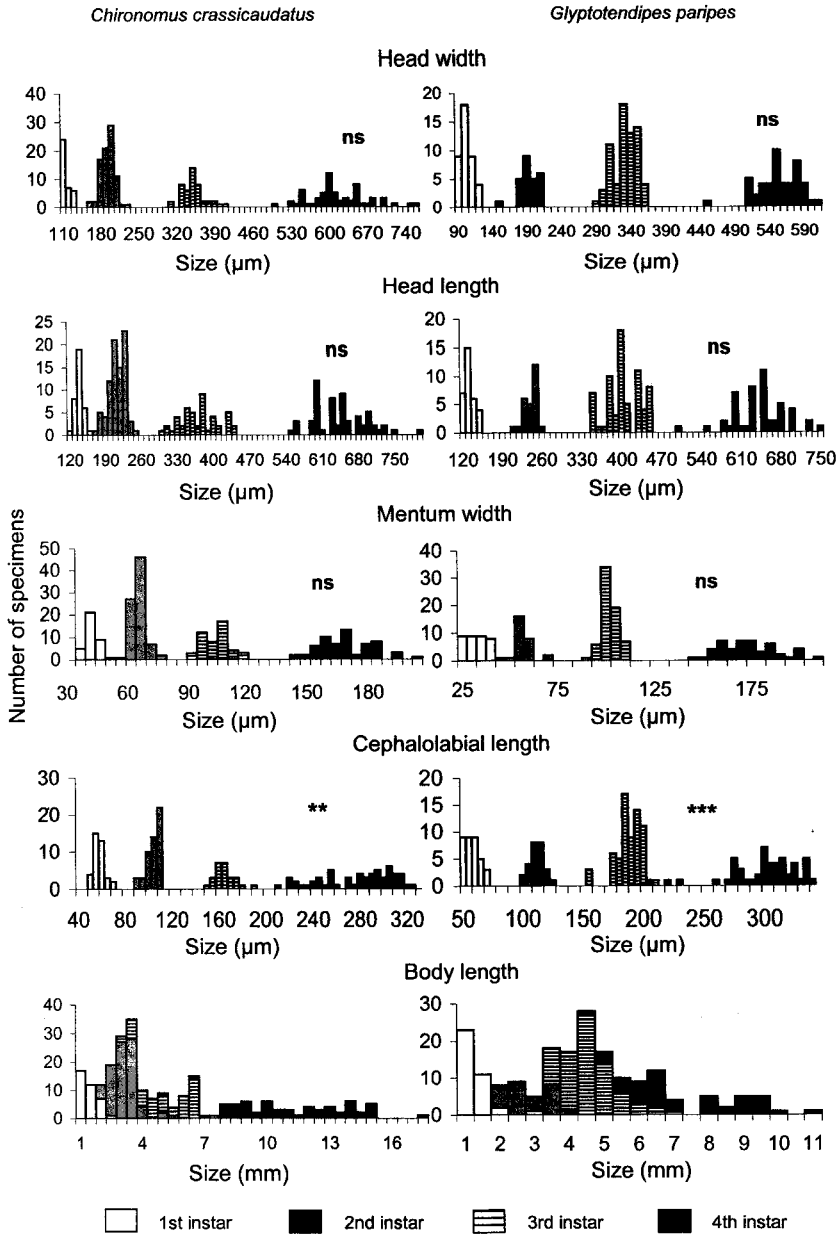 Chironomus crassicaudatus Glyptotendipes paripes
Head width
40 30 20 10 0
ns
110 180 250 320 390 460 530 600 670 740
Size (µm)
20 15 10 5 0
ns
90 140 190 240 290 340 390 440 490 540 590
Size (µm)
Head length
25 20 15 10 5 0
ns
120 190 260 330 400 470 540 610 680 750
Size (µm)
20 15 10 5 0
ns
120 190 260 330 400 470 540 610 680 750
Size (µm)
Number of specimens
Mentum width
50 40 30 20 10 0
ns
30 60 90 120 150 180
Size (µm)
40 30 20 10 0
ns
25 75 125 175
Size (µm)
Cephalolabial length
30 20 10 0
**
40 80 120 160 200 240 280 320
Size (µm)
20 15 10 5 0
***
50 100 150 200 250 300
Size (µm)
Body length
40 30 20 10 0
1 4 7 10 13 16
Size (mm)
30 20 10 0
1 2 3 4 5 6 7 8 9 10 11
Size (mm)
1st instar 2nd instar 3rd instar 4th instar